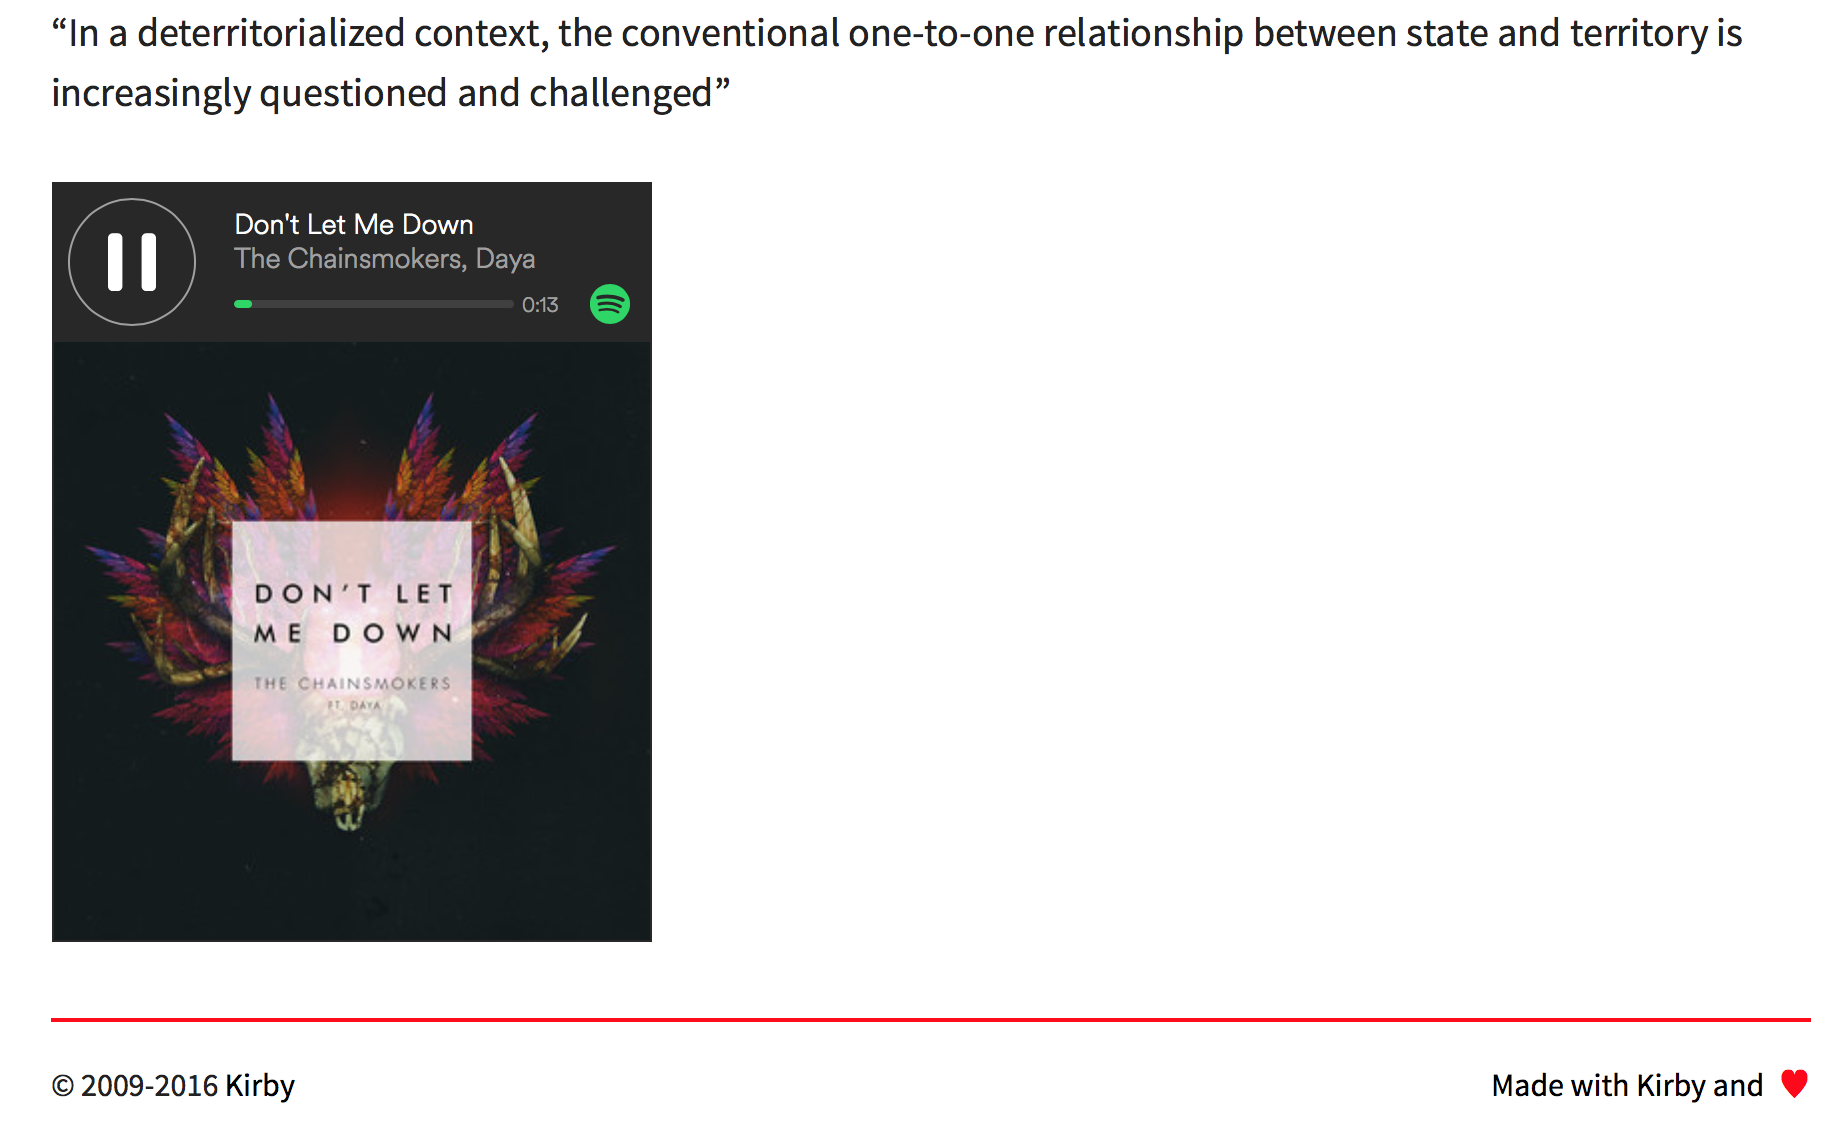 “In a deterritorialized context, the conventional one-to-one relationship between state and territory is
increasingly questioned and challenged”
Don't Let Me Down
The Chainsmokers, Daya
0:13
DON’T LET
ME DOWN
THE CHAINSMOKERS
FT. DAYA
© 2009-2016 Kirby
Made with Kirby and